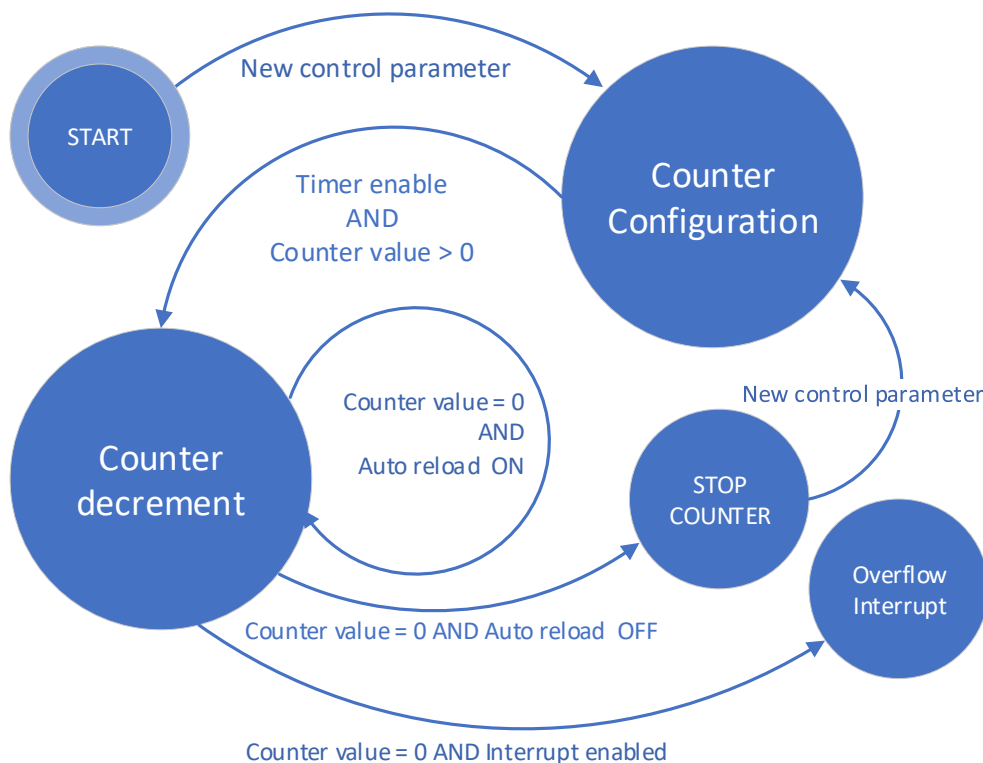 New control parameter
START
Counter
Configuration
Timer enable
AND
Counter value > 0
Counter value = 0
AND
Auto reload ON
New control parameter
Counter
decrement
STOP
COUNTER
Overflow
Interrupt
Counter value = 0 AND Auto reload OFF
Counter value = 0 AND Interrupt enabled